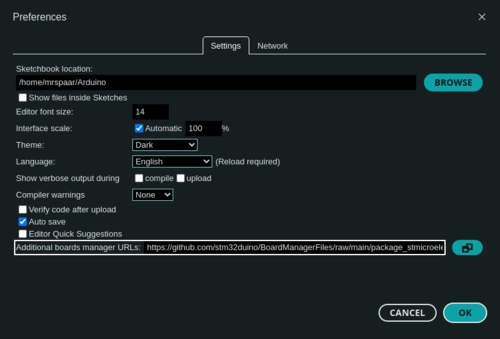 Preferences
Settings Network
Sketchbook location:
/home/mrspaar/Arduino
BROWSE
Show files inside Sketches
Editor font size: 14
Interface scale: Automatic 100 %
Theme: Dark
Language: English (Reload required)
Show verbose output during compile upload
Compiler warnings None
Verify code after upload
Auto save
Editor Quick Suggestions
Additional boards manager URLs: https://github.com/stm32duino/BoardManagerFiles/raw/main/package_stmicroele
CANCEL OK